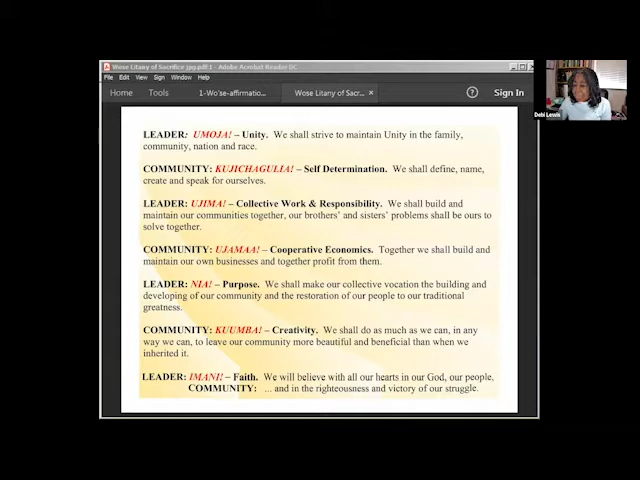 Wose Litany of Sacrifice jpg.pdf:1 - Adobe Acrobat Reader DC
File Edit View Sign Window Help
Home Tools 1-Wo'se-affirmatio... Wose Litany of Sacr... × ? Sign In
Debi Lewis
LEADER: UMOJA! – Unity. We shall strive to maintain Unity in the family,
community, nation and race.
COMMUNITY: KUJICHAGULIA! – Self Determination. We shall define, name,
create and speak for ourselves.
LEADER: UJIMA! – Collective Work & Responsibility. We shall build and
maintain our communities together, our brothers' and sisters' problems shall be ours to
solve together.
COMMUNITY: UJAMAA! – Cooperative Economics. Together we shall build and
maintain our own businesses and together profit from them.
LEADER: NIA! – Purpose. We shall make our collective vocation the building and
developing of our community and the restoration of our people to our traditional
greatness.
COMMUNITY: KUUMBA! – Creativity. We shall do as much as we can, in any
way we can, to leave our community more beautiful and beneficial than when we
inherited it.
LEADER: IMANI! – Faith. We will believe with all our hearts in our God, our people,
COMMUNITY: ... and in the righteousness and victory of our struggle.